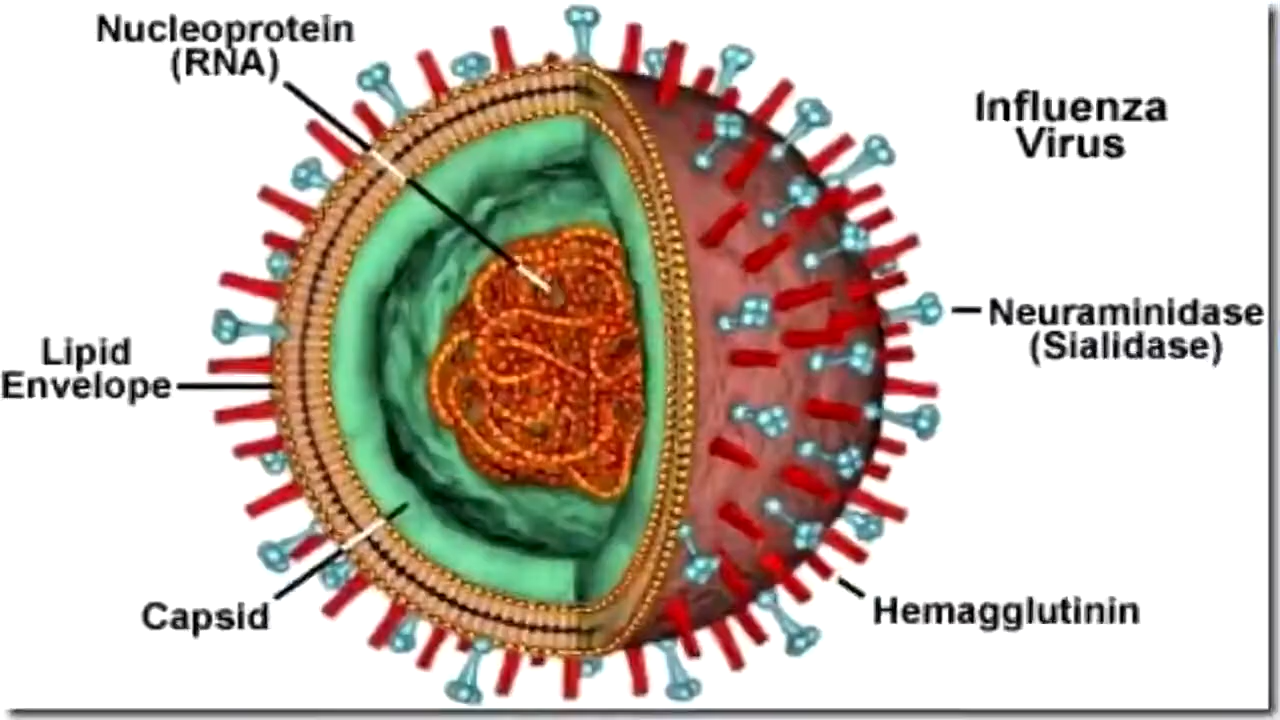 Nucleoprotein
(RNA)
Influenza
Virus
Neuraminidase
(Sialidase)
Lipid
Envelope
Capsid
Hemagglutinin